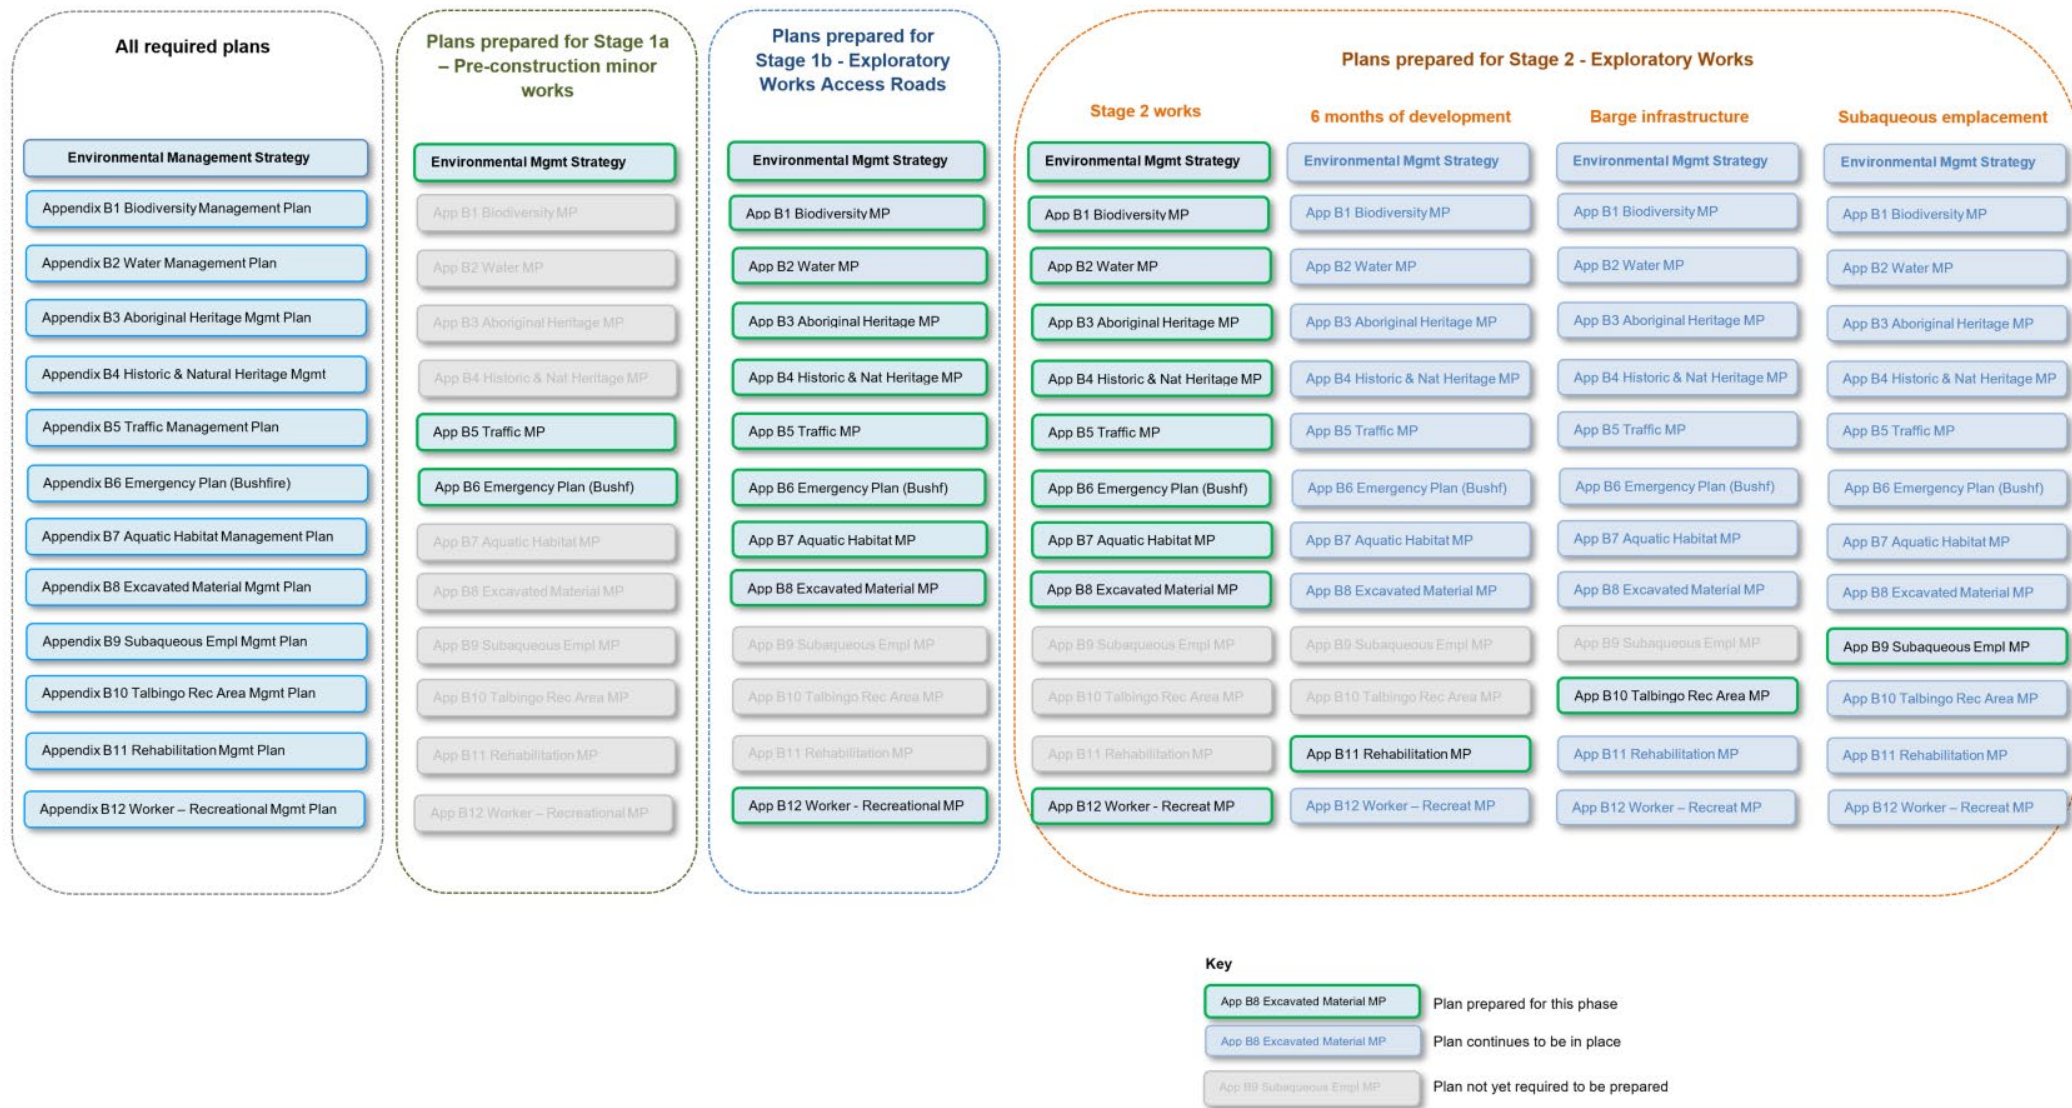 All required plans
Environmental Management Strategy
Appendix B1 Biodiversity Management Plan
Appendix B2 Water Management Plan
Appendix B3 Aboriginal Heritage Mgmt Plan
Appendix B4 Historic & Natural Heritage Mgmt
Appendix B5 Traffic Management Plan
Appendix B6 Emergency Plan (Bushfire)
Appendix B7 Aquatic Habitat Management Plan
Appendix B8 Excavated Material Mgmt Plan
Appendix B9 Subaqueous Empl Mgmt Plan
Appendix B10 Talbingo Rec Area Mgmt Plan
Appendix B11 Rehabilitation Mgmt Plan
Appendix B12 Worker – Recreational Mgmt Plan
Plans prepared for Stage 1a
– Pre-construction minor
works
Environmental Mgmt Strategy
App B1 Biodiversity MP
App B2 Water MP
App B3 Aboriginal Heritage MP
App B4 Historic & Nat Heritage MP
App B5 Traffic MP
App B6 Emergency Plan (Bushf)
App B7 Aquatic Habitat MP
App B8 Excavated Material MP
App B9 Subaqueous Empl MP
App B10 Talbingo Rec Area MP
App B11 Rehabilitation MP
App B12 Worker – Recreational MP
Plans prepared for
Stage 1b - Exploratory
Works Access Roads
Environmental Mgmt Strategy
App B1 Biodiversity MP
App B2 Water MP
App B3 Aboriginal Heritage MP
App B4 Historic & Nat Heritage MP
App B5 Traffic MP
App B6 Emergency Plan (Bushf)
App B7 Aquatic Habitat MP
App B8 Excavated Material MP
App B9 Subaqueous Empl MP
App B10 Talbingo Rec Area MP
App B11 Rehabilitation MP
App B12 Worker - Recreational MP
Plans prepared for Stage 2 - Exploratory Works
Stage 2 works
Environmental Mgmt Strategy
App B1 Biodiversity MP
App B2 Water MP
App B3 Aboriginal Heritage MP
App B4 Historic & Nat Heritage MP
App B5 Traffic MP
App B6 Emergency Plan (Bushf)
App B7 Aquatic Habitat MP
App B8 Excavated Material MP
App B9 Subaqueous Empl MP
App B10 Talbingo Rec Area MP
App B11 Rehabilitation MP
App B12 Worker - Recreat MP
6 months of development
Environmental Mgmt Strategy
App B1 Biodiversity MP
App B2 Water MP
App B3 Aboriginal Heritage MP
App B4 Historic & Nat Heritage MP
App B5 Traffic MP
App B6 Emergency Plan (Bushf)
App B7 Aquatic Habitat MP
App B8 Excavated Material MP
App B9 Subaqueous Empl MP
App B10 Talbingo Rec Area MP
App B11 Rehabilitation MP
App B12 Worker – Recreat MP
Barge infrastructure
Environmental Mgmt Strategy
App B1 Biodiversity MP
App B2 Water MP
App B3 Aboriginal Heritage MP
App B4 Historic & Nat Heritage MP
App B5 Traffic MP
App B6 Emergency Plan (Bushf)
App B7 Aquatic Habitat MP
App B8 Excavated Material MP
App B9 Subaqueous Empl MP
App B10 Talbingo Rec Area MP
App B11 Rehabilitation MP
App B12 Worker – Recreat MP
Subaqueous emplacement
Environmental Mgmt Strategy
App B1 Biodiversity MP
App B2 Water MP
App B3 Aboriginal Heritage MP
App B4 Historic & Nat Heritage MP
App B5 Traffic MP
App B6 Emergency Plan (Bushf)
App B7 Aquatic Habitat MP
App B8 Excavated Material MP
App B9 Subaqueous Empl MP
App B10 Talbingo Rec Area MP
App B11 Rehabilitation MP
App B12 Worker – Recreat MP
Key
App B8 Excavated Material MP
Plan prepared for this phase
App B8 Excavated Material MP
Plan continues to be in place
App B9 Subaqueous Empl MP
Plan not yet required to be prepared